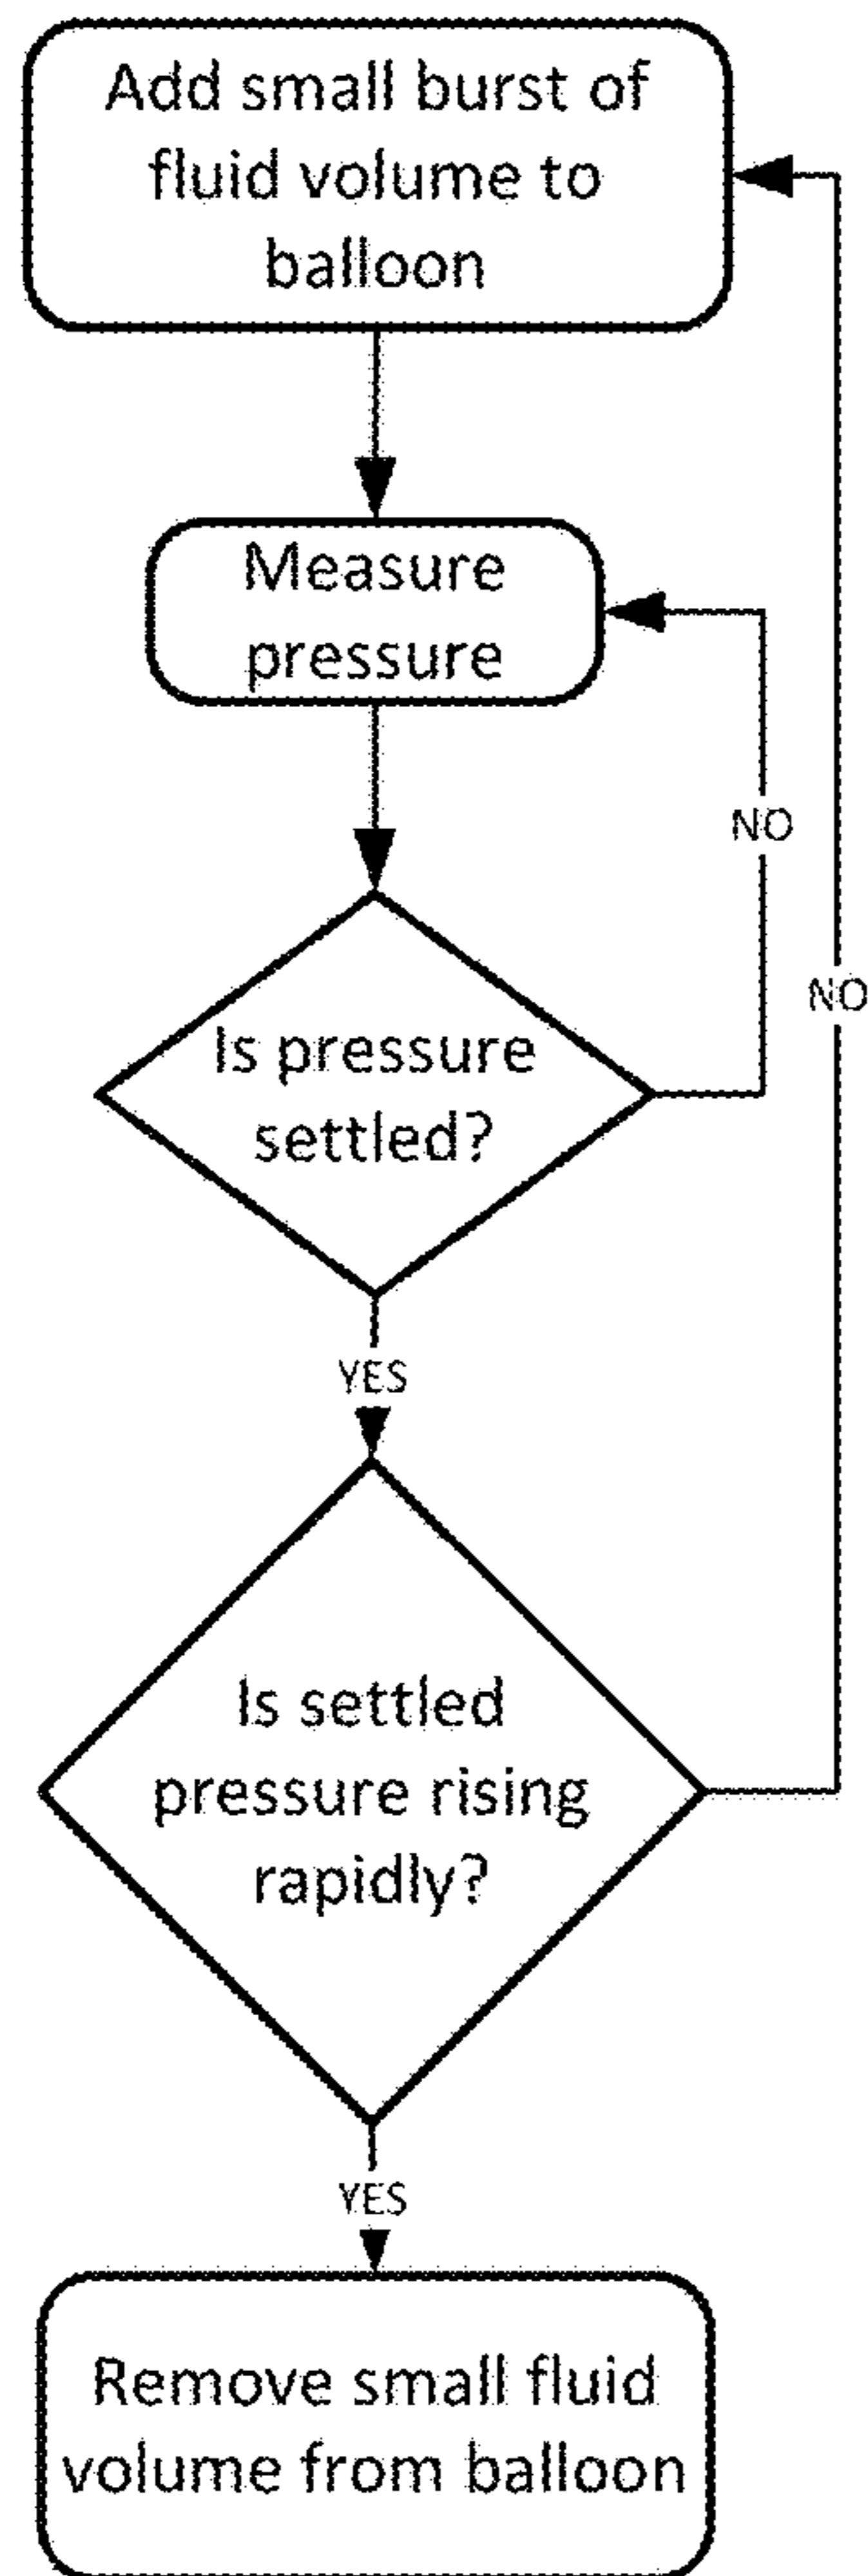 Add small burst of
fluid volume to
balloon
Measure
pressure
NO
NO
Is pressure
settled?
YES
Is settled
pressure rising
rapidly?
YES
Remove small fluid
volume from balloon